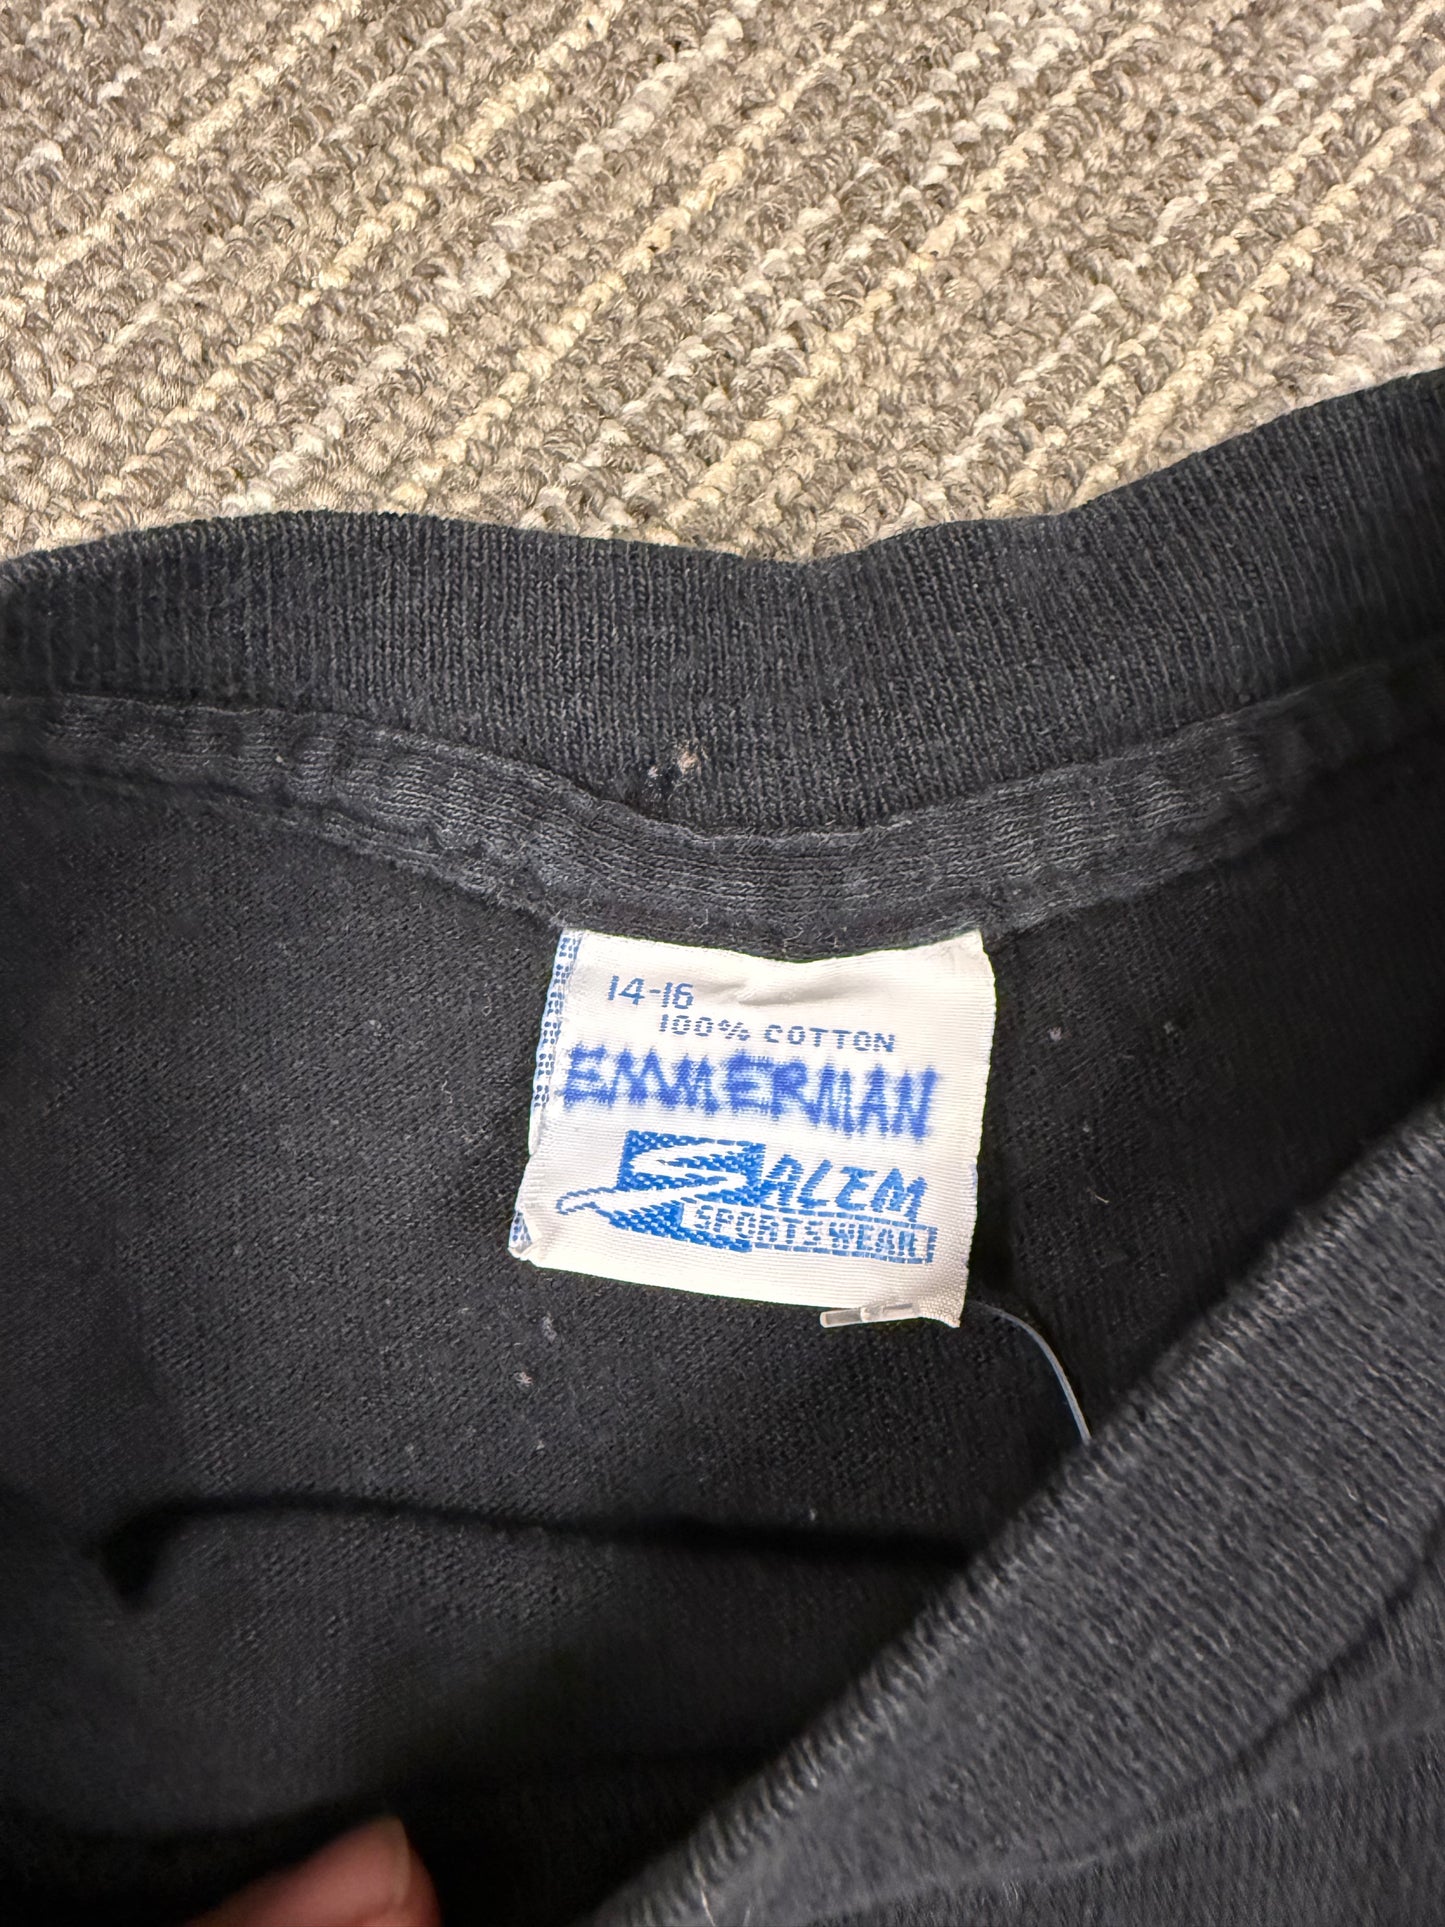 14-16
100% COTTON
EMMERMAN
SALEM
SPORTSWEAR